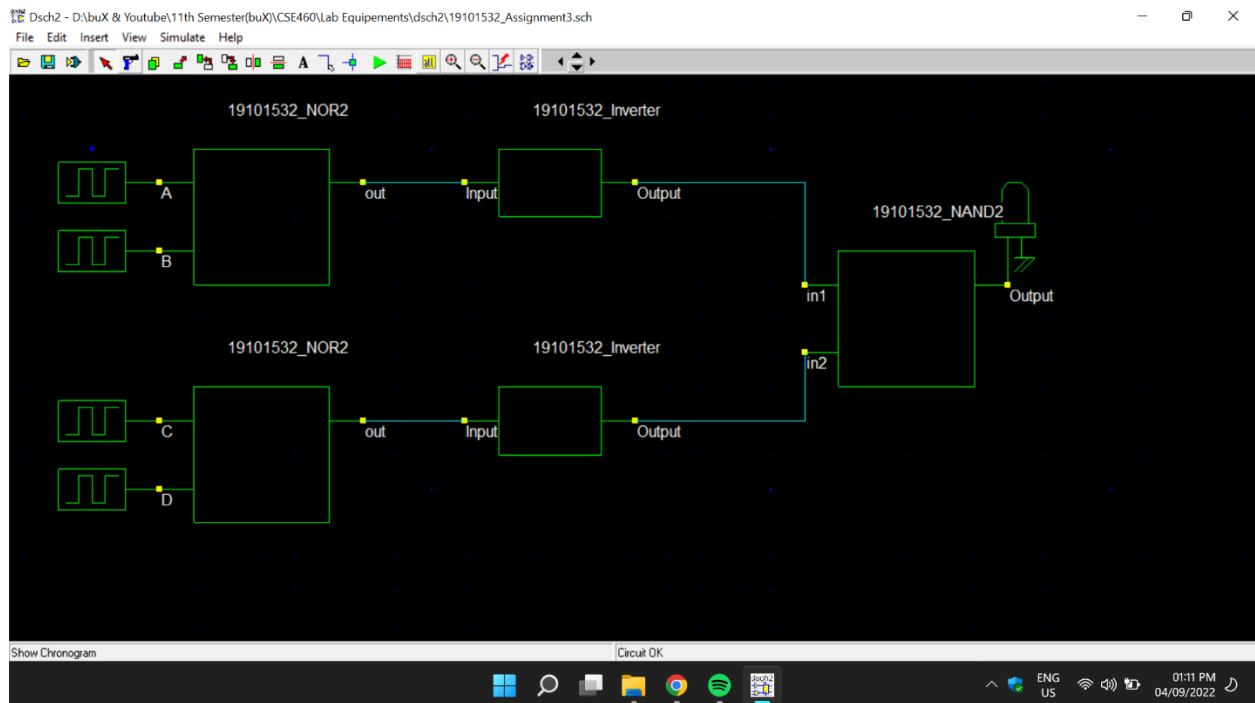 Dsch2 - D:\buX & Youtube\11th Semester(buX)\CSE460\Lab Equipements\dsch2\19101532_Assignment3.sch
File Edit Insert View Simulate Help
19101532_NOR2
19101532_Inverter
A
out
Input
Output
19101532_NAND2
B
in1
Output
19101532_NOR2
19101532_Inverter
in2
C
out
Input
Output
D
Show Chronogram
Circuit OK
ENG
US
01:11 PM
04/09/2022